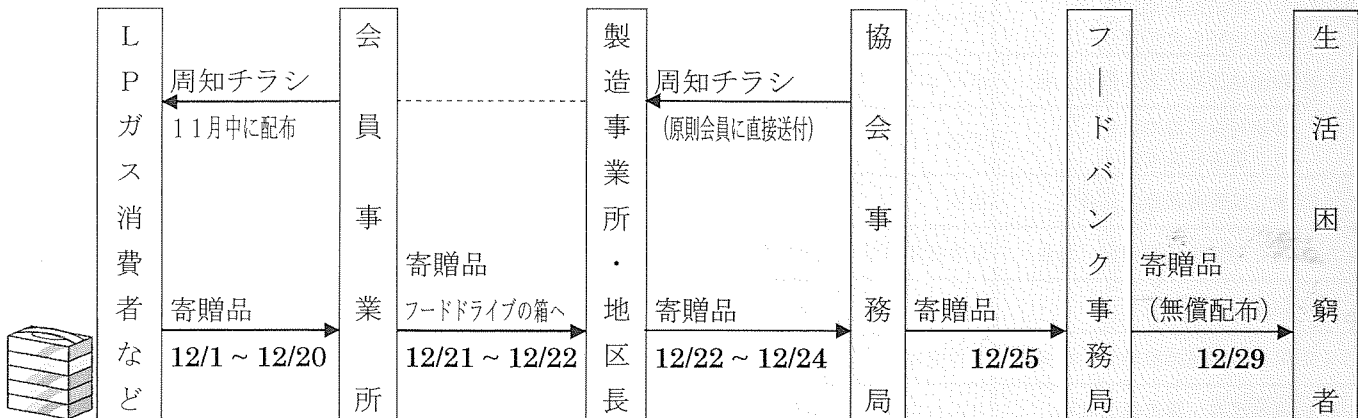 LPガス消費者など
周知チラシ
11月中に配布
寄贈品
12/1 ~ 12/20
会員事業所
寄贈品
フードドライブの箱へ
12/21 ~ 12/22
製造事業所・地区長
周知チラシ
(原則会員に直接送付)
寄贈品
12/22 ~ 12/24
協会事務局
寄贈品
12/25
フードバンク事務局
寄贈品
(無償配布)
12/29
生活困窮者